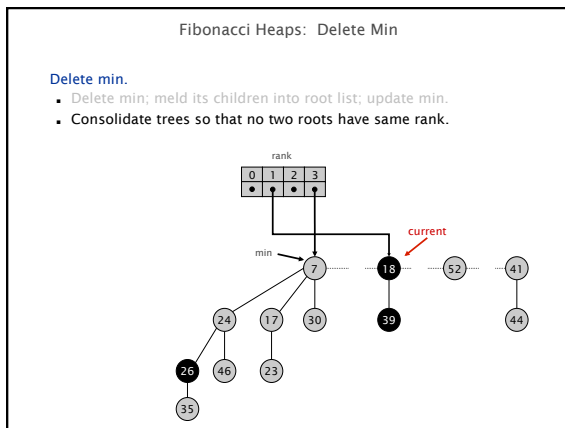 Fibonacci Heaps: Delete Min
Delete min.
Delete min; meld its children into root list; update min.
Consolidate trees so that no two roots have same rank.
rank
0 1 2 3
current
min
7 18 52 41
24 17 30 39 44
26 46 23
35